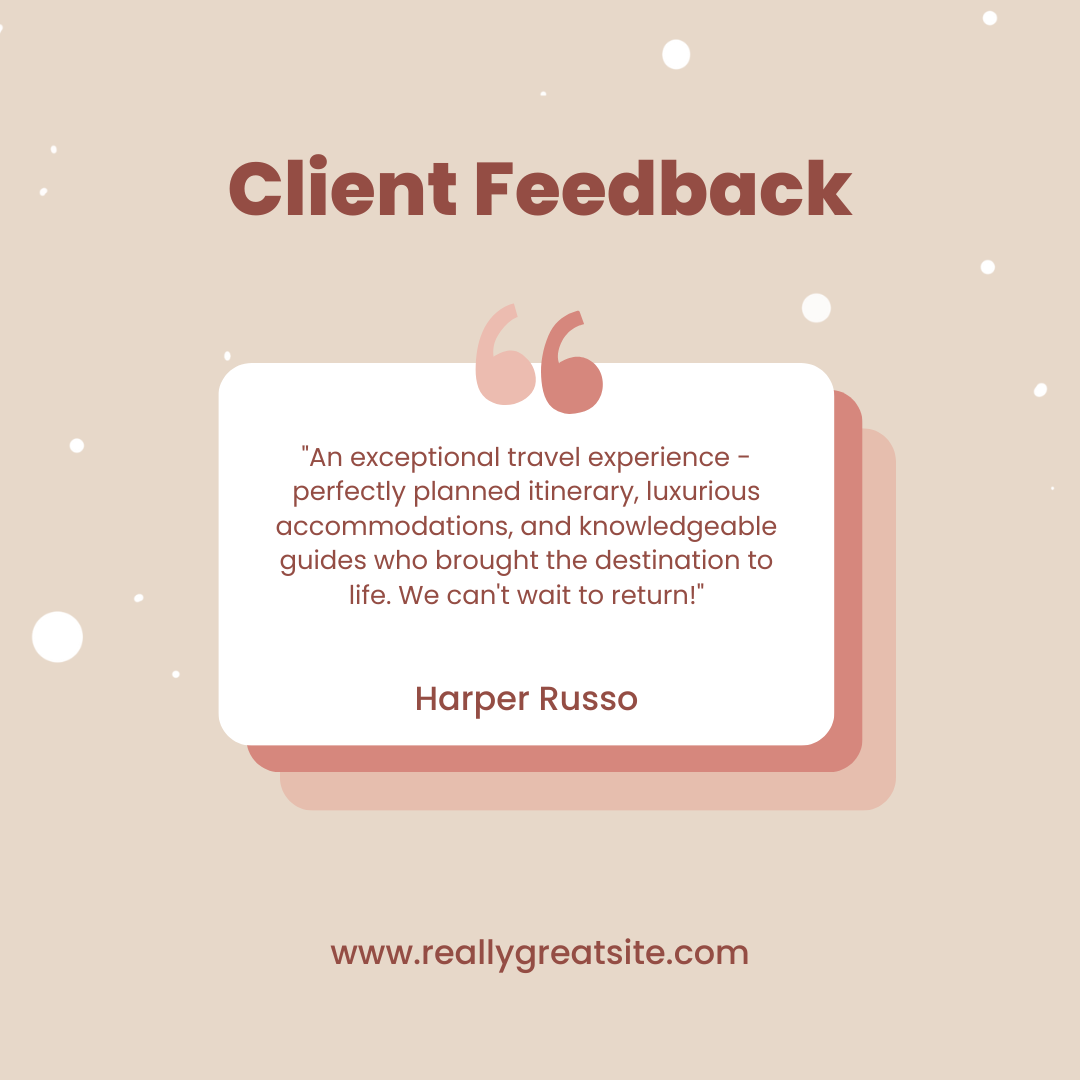 Client Feedback
"An exceptional travel experience -
perfectly planned itinerary, luxurious
accommodations, and knowledgeable
guides who brought the destination to
life. We can't wait to return!"
Harper Russo
www.reallygreatsite.com